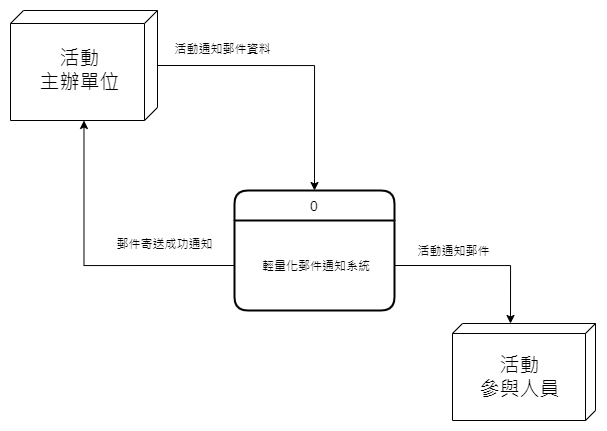 活動
主辦單位
活動通知郵件資料
0
郵件寄送成功通知
輕量化郵件通知系統
活動通知郵件
活動
參與人員